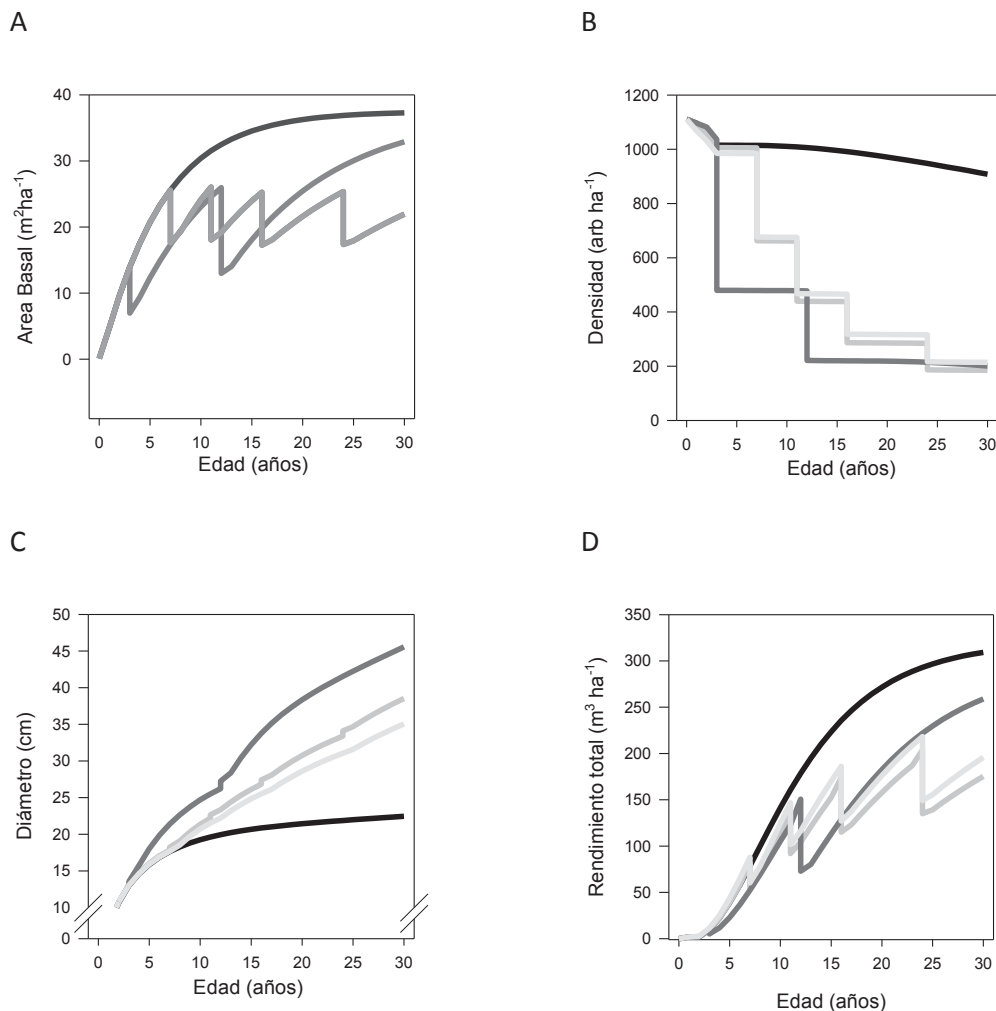 A
Area Basal (m²ha⁻¹)
40
30
20
10
0
0 5 10 15 20 25 30
Edad (años)
B
Densidad (arb ha⁻¹)
1200
1000
800
600
400
200
0
0 5 10 15 20 25 30
Edad (años)
C
Diámetro (cm)
50
45
40
35
30
25
20
15
10
0
0 5 10 15 20 25 30
Edad (años)
D
Rendimiento total (m³ ha⁻¹)
350
300
250
200
150
100
50
0
0 5 10 15 20 25 30
Edad (años)